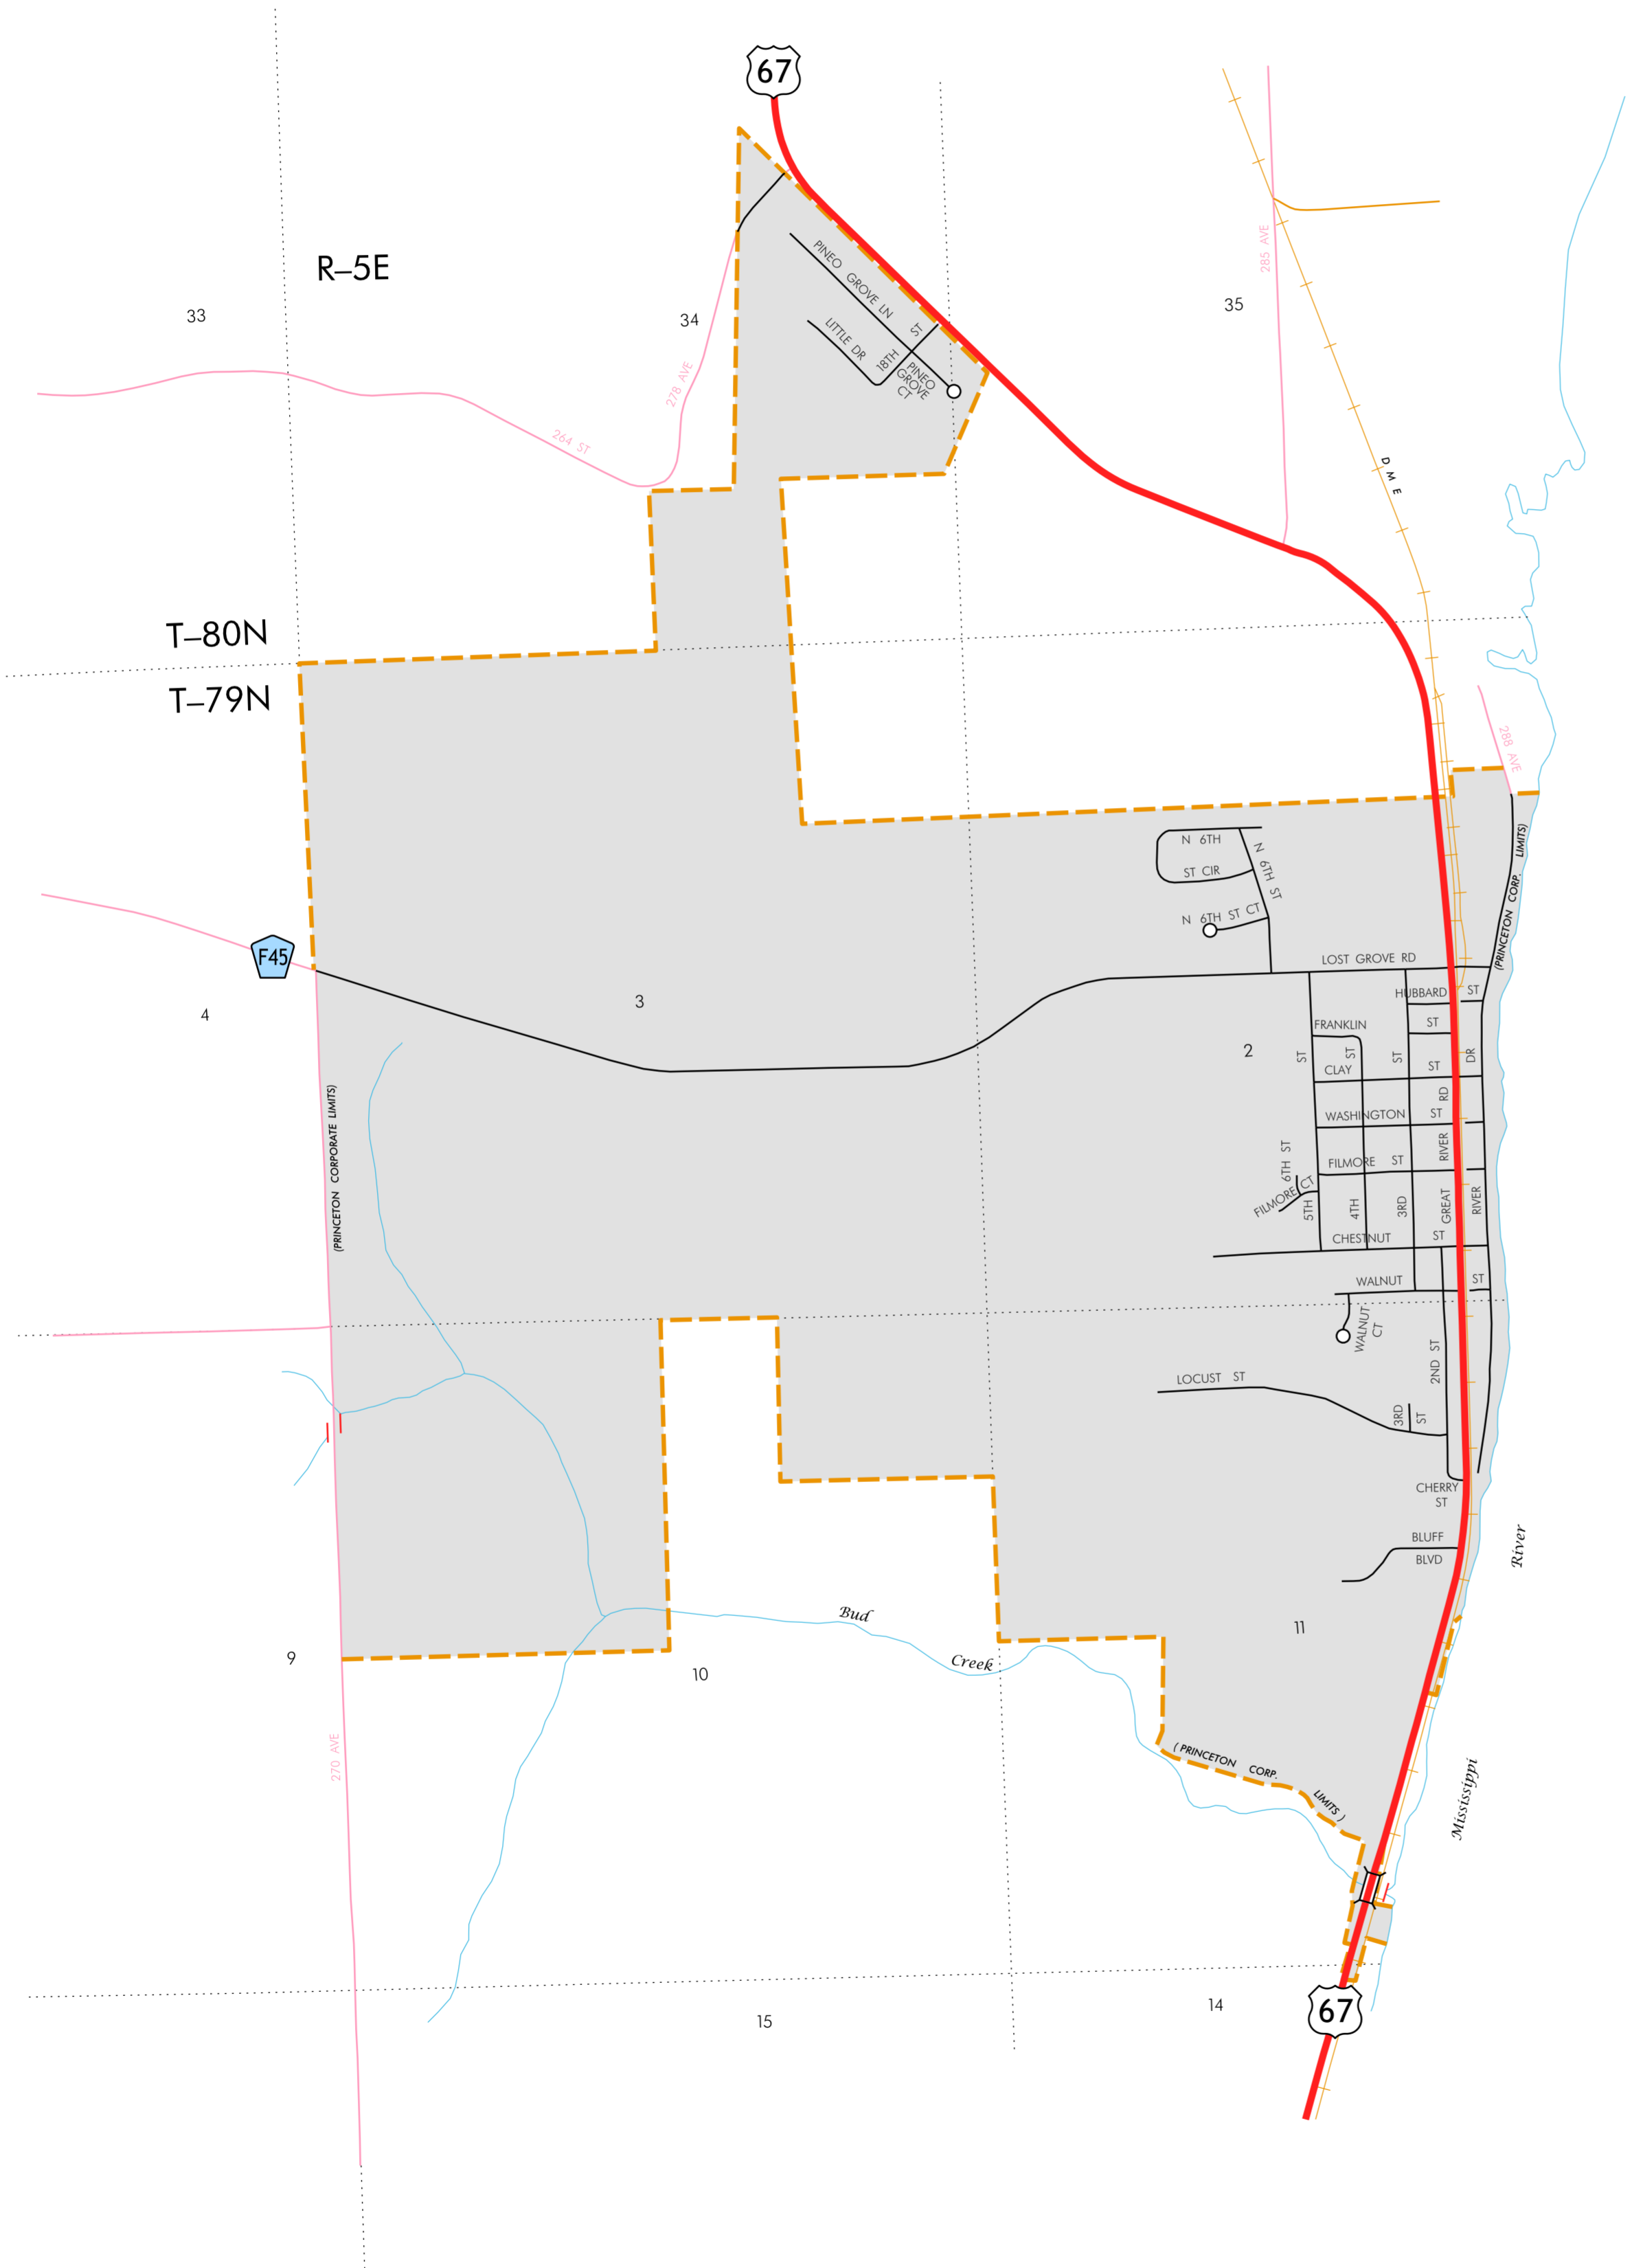 67
R–5E
33
34
35
285 AVE
PINEO GROVE LN
LITTLE DR
18TH ST
PINEO
GROVE
CT
278 AVE
264 ST
D M E
T–80N
T–79N
288 AVE
(PRINCETON CORP. LIMITS)
N 6TH
ST CIR
N 6TH ST
N 6TH ST CT
F45
LOST GROVE RD
4
3
2
HUBBARD ST
ST
FRANKLIN
CLAY ST
WASHINGTON ST
FILMORE ST
6TH ST
FILMORE CT
5TH ST
4TH ST
3RD ST
GREAT RIVER RD
RIVER DR
CHESTNUT ST
WALNUT ST
WALNUT
CT
(PRINCETON CORPORATE LIMITS)
2ND ST
LOCUST ST
3RD
ST
CHERRY
ST
BLUFF
BLVD
River
Bud
Creek
11
9
10
270 AVE
( PRINCETON CORP. LIMITS )
Mississippi
15
14
67